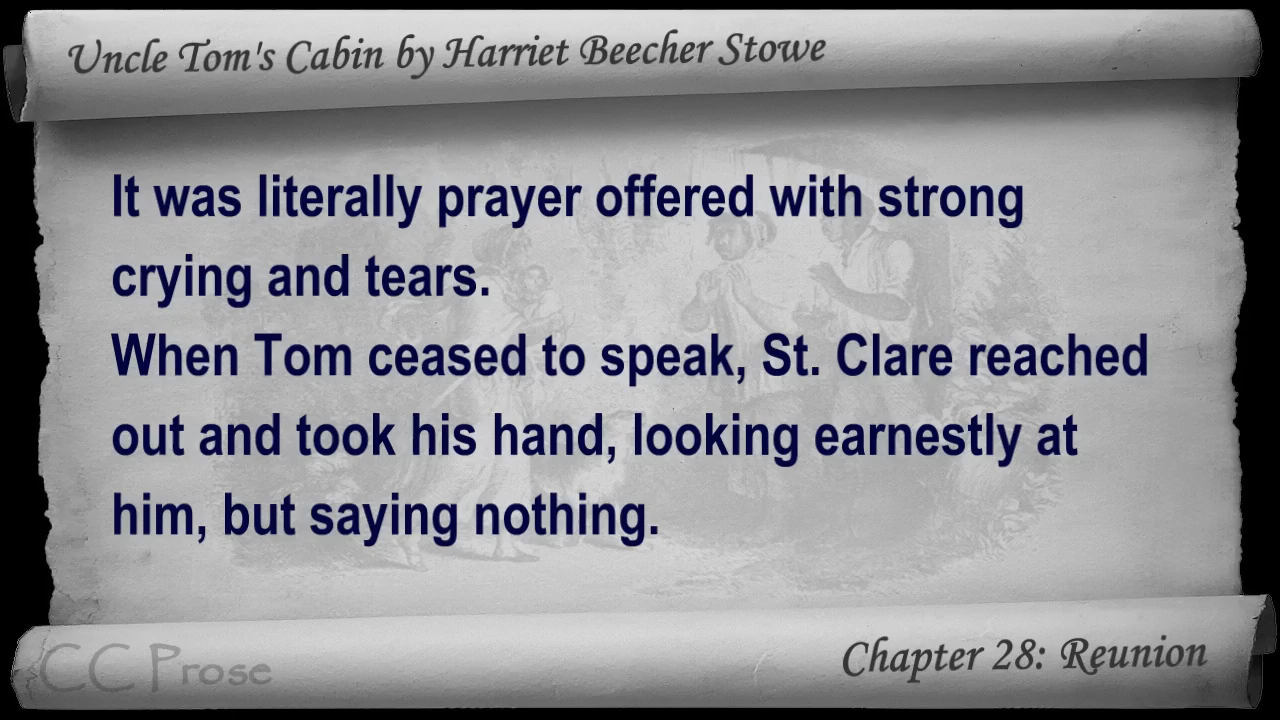 Uncle Tom's Cabin by Harriet Beecher Stowe
It was literally prayer offered with strong
crying and tears.
When Tom ceased to speak, St. Clare reached
out and took his hand, looking earnestly at
him, but saying nothing.
CC Prose
Chapter 28: Reunion